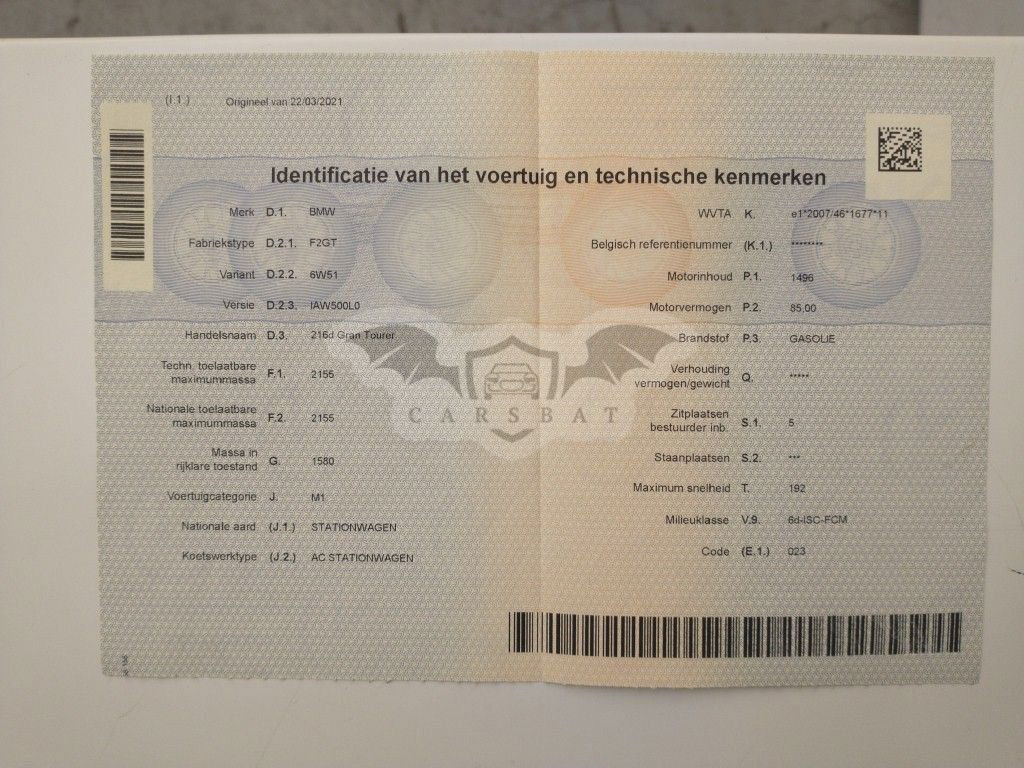 (I.1.) Origineel van 22/03/2021
Identificatie van het voertuig en technische kenmerken
Merk D.1. BMW
Fabriekstype D.2.1. F2GT
Variant D.2.2. 6W51
Versie D.2.3. IAW500L0
Handelsnaam D.3. 216d Gran Tourer
Techn. toelaatbare
maximummassa F.1. 2155
Nationale toelaatbare
maximummassa F.2. 2155
Massa in
rijklare toestand G. 1580
Voertuigcategorie J. M1
Nationale aard (J.1.) STATIONWAGEN
Koetswerktype (J.2.) AC STATIONWAGEN
WVTA K. e1*2007/46*1677*11
Belgisch referentienummer (K.1.) ********
Motorinhoud P.1. 1496
Motorvermogen P.2. 85,00
Brandstof P.3. GASOLIE
Verhouding
vermogen/gewicht Q. *****
Zitplaatsen
bestuurder inb. S.1. 5
Staanplaatsen S.2. ***
Maximum snelheid T. 192
Milieuklasse V.9. 6d-ISC-FCM
Code (E.1.) 023
CARSBAT